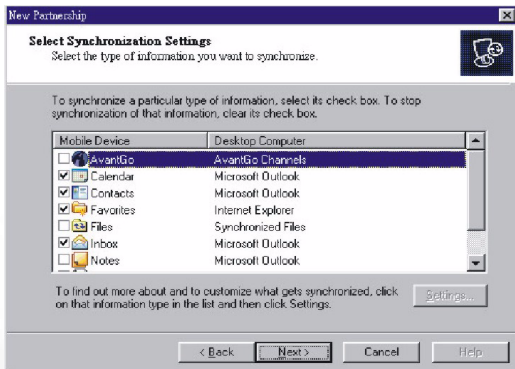 New Partnership
Select Synchronization Settings
Select the type of information you want to synchronize.
To synchronize a particular type of information, select its check box. To stop
synchronization of that information, clear its check box.
Mobile Device Desktop Computer
AvantGo AvantGo Channels
Calendar Microsoft Outlook
Contacts Microsoft Outlook
Favorites Internet Explorer
Files Synchronized Files
Inbox Microsoft Outlook
Notes Microsoft Outlook
To find out more about and to customize what gets synchronized, click
on that information type in the list and then click Settings.
Settings...
< Back Next > Cancel Help